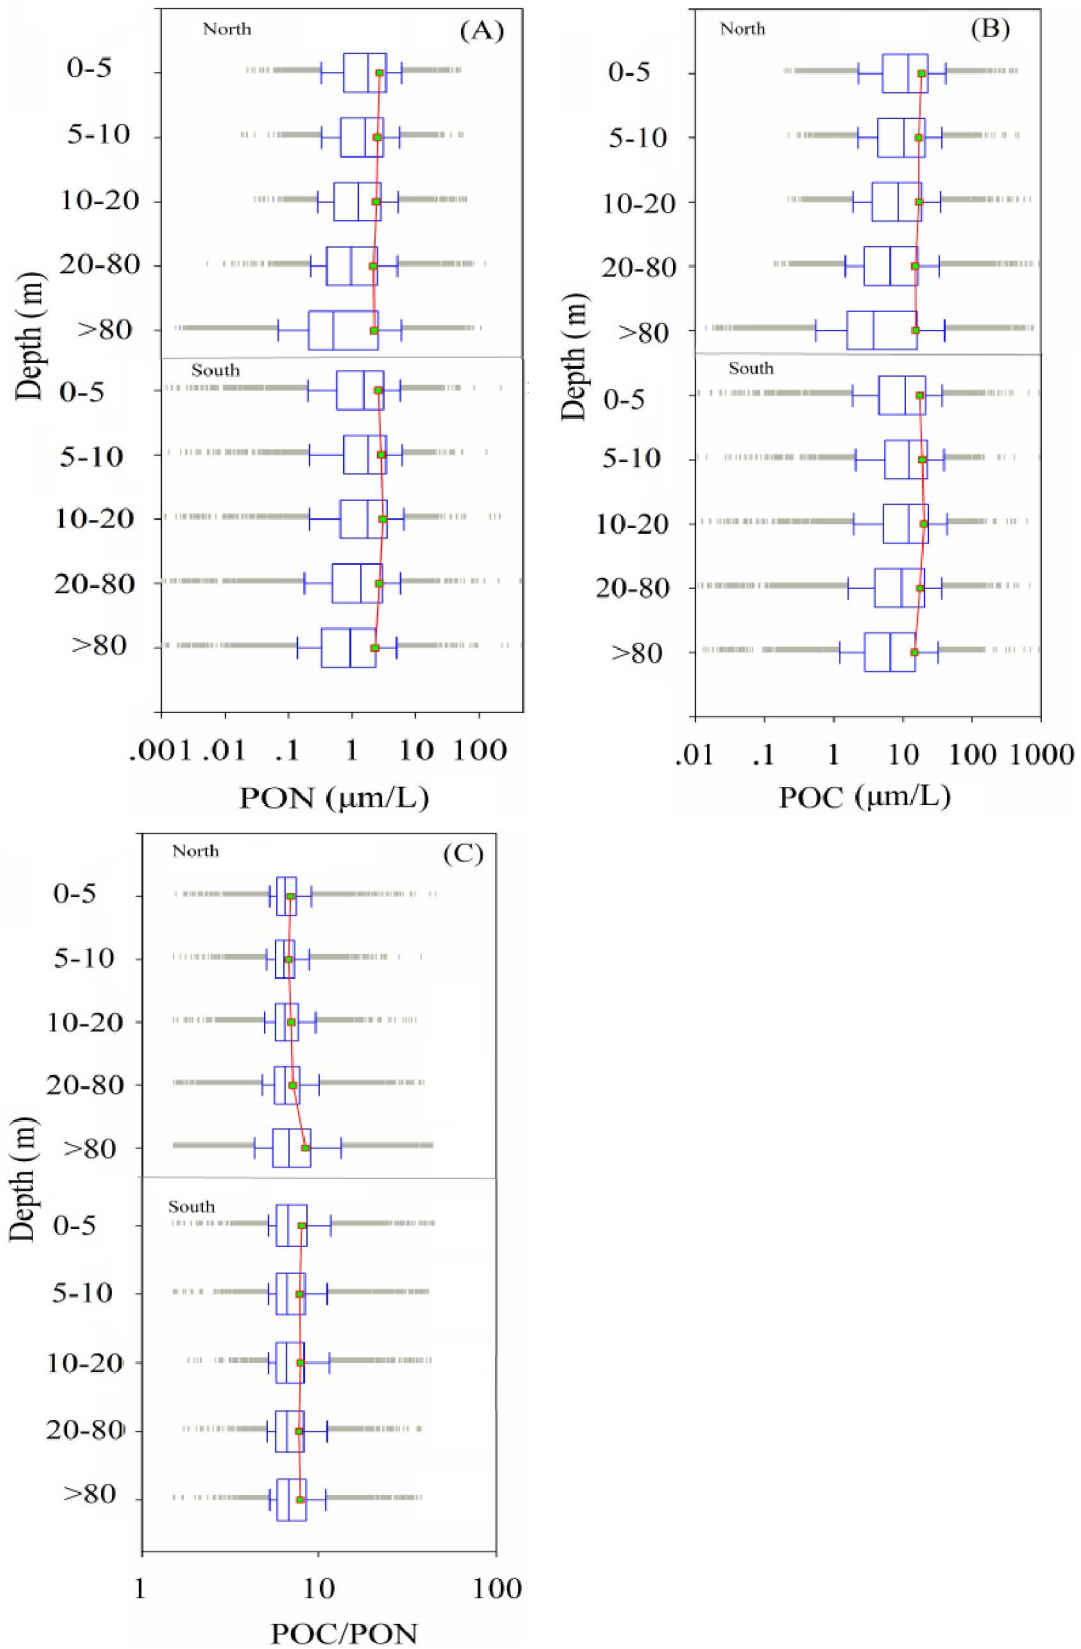 North
(A)
0-5
5-10
10-20
20-80
>80
South
0-5
5-10
10-20
20-80
>80
Depth (m)
.001 .01 .1 1 10 100
PON (μm/L)
North
(B)
0-5
5-10
10-20
20-80
>80
South
0-5
5-10
10-20
20-80
>80
Depth (m)
.01 .1 1 10 100 1000
POC (μm/L)
North
(C)
0-5
5-10
10-20
20-80
>80
South
0-5
5-10
10-20
20-80
>80
Depth (m)
1 10 100
POC/PON